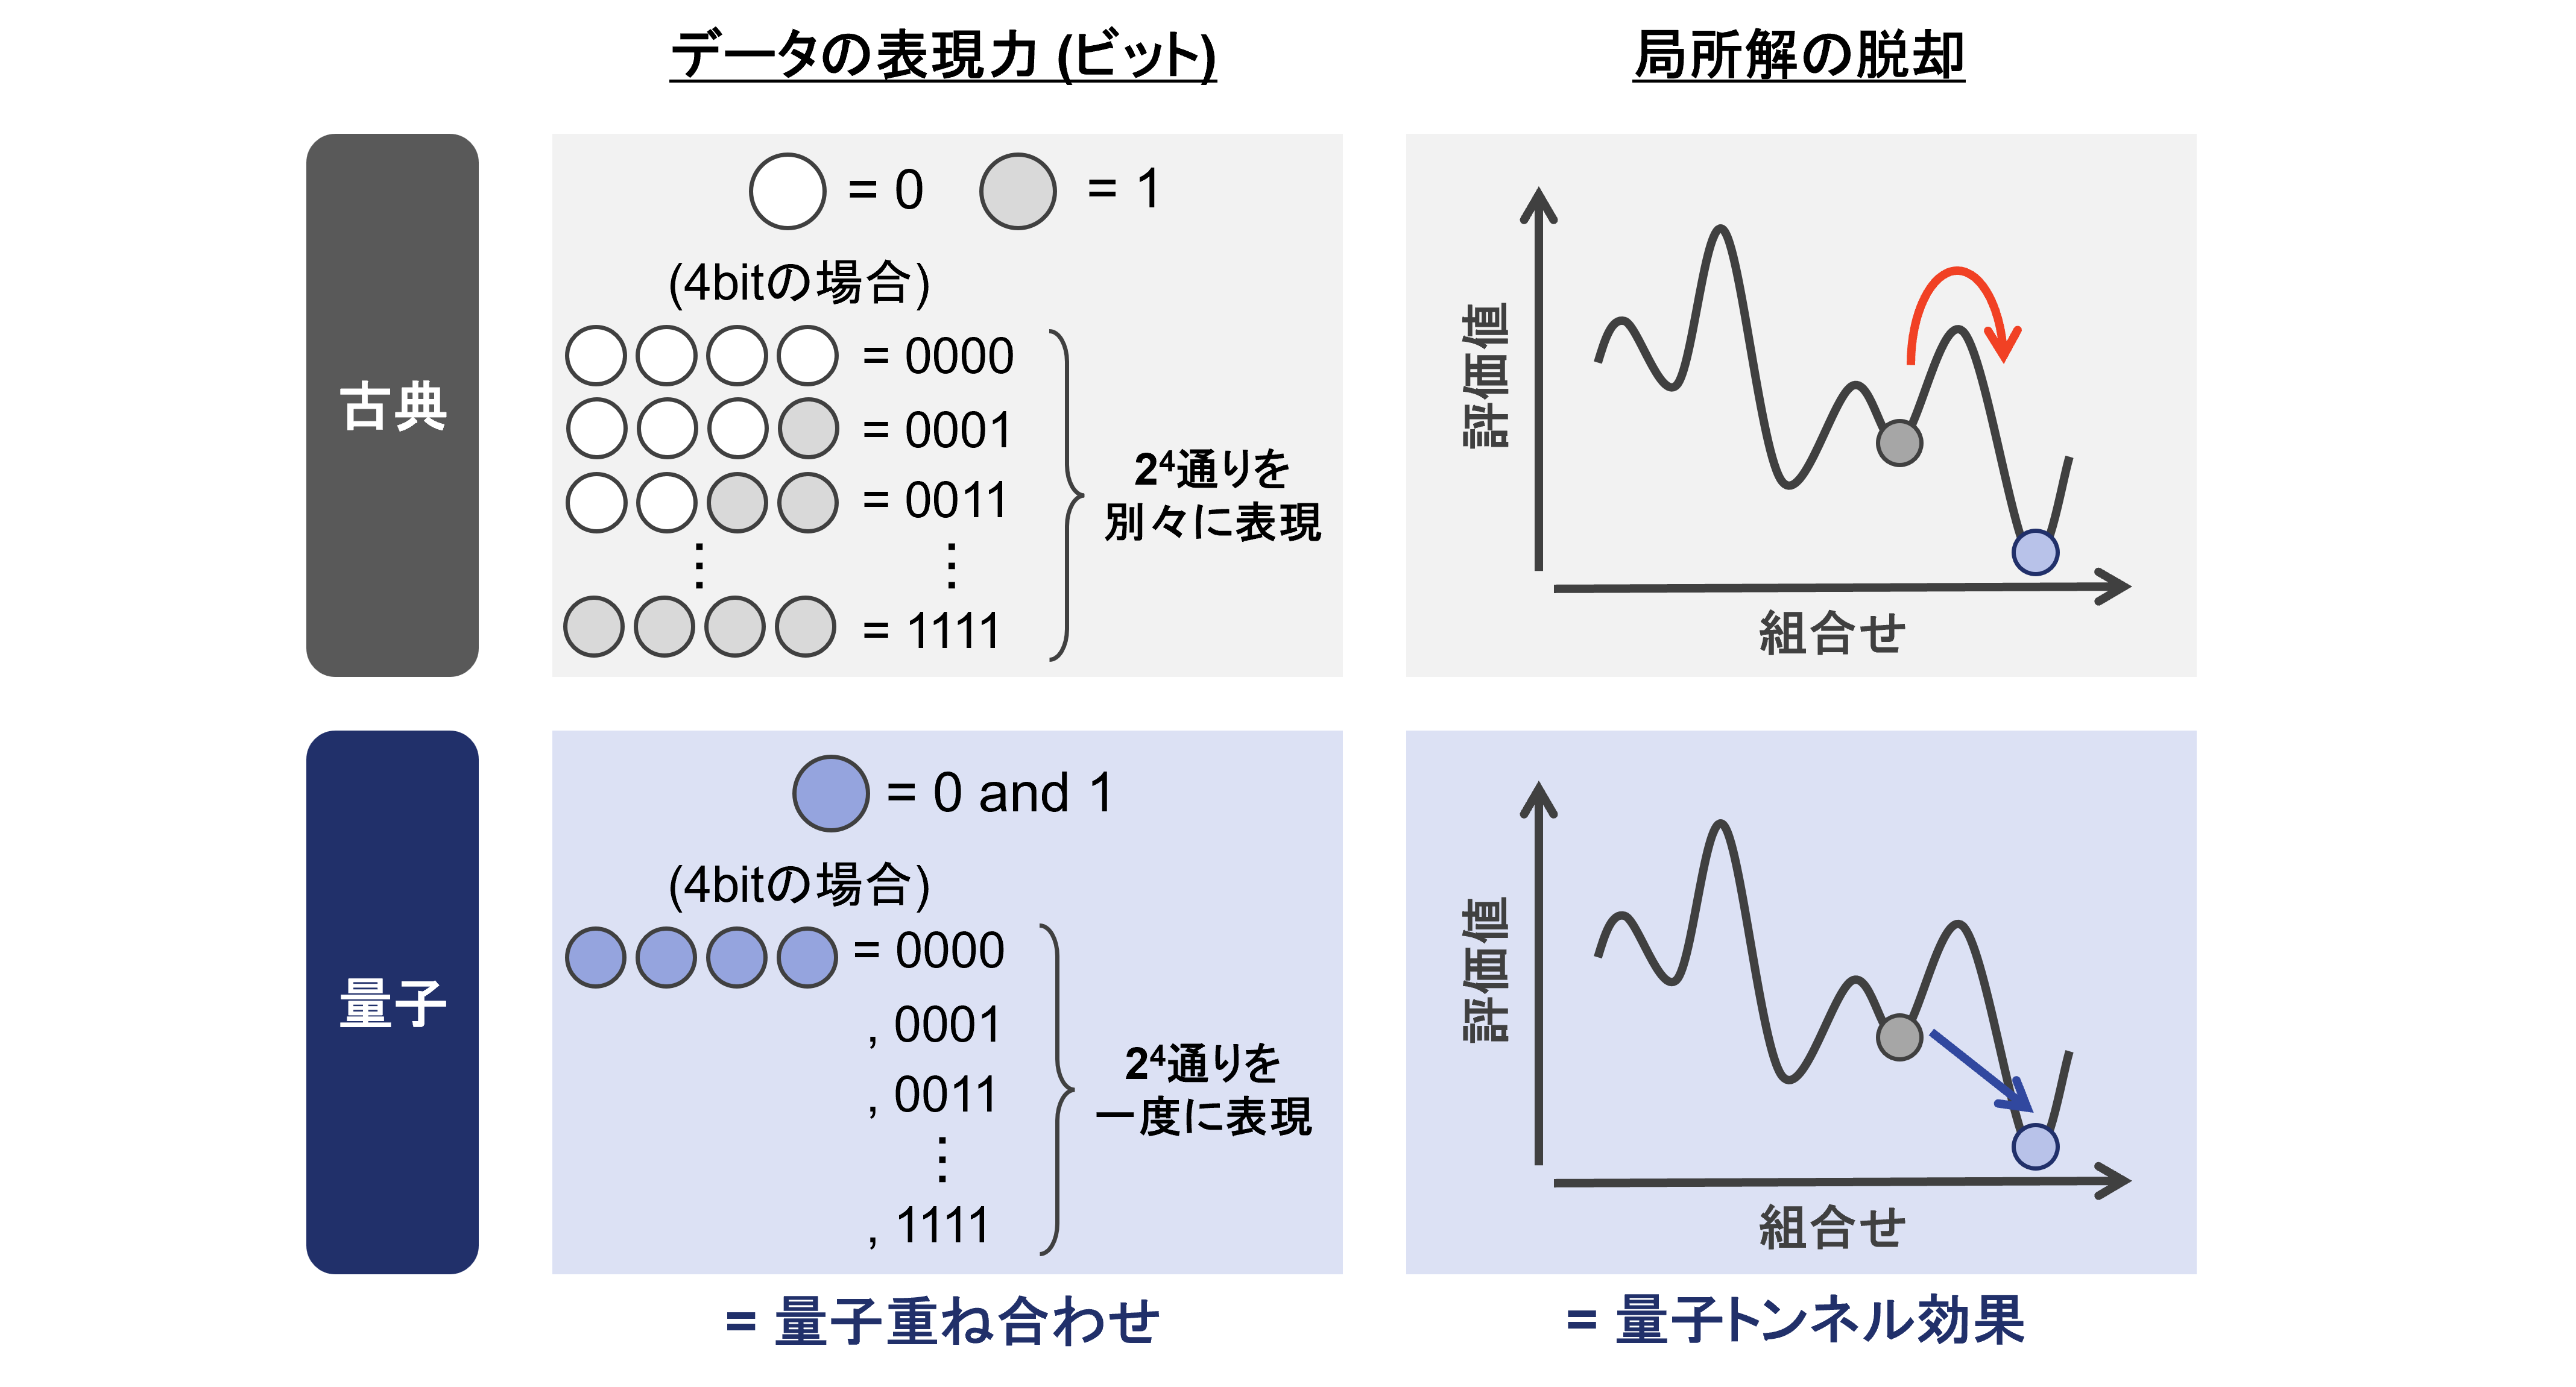 データの表現力 (ビット)
局所解の脱却
古典
= 0
= 1
(4bitの場合)
= 0000
= 0001
= 0011
⋮
⋮
= 1111
2⁴通りを
別々に表現
評価値
組合せ
量子
= 0 and 1
(4bitの場合)
= 0000
, 0001
, 0011
⋮
, 1111
2⁴通りを
一度に表現
= 量子重ね合わせ
評価値
組合せ
= 量子トンネル効果